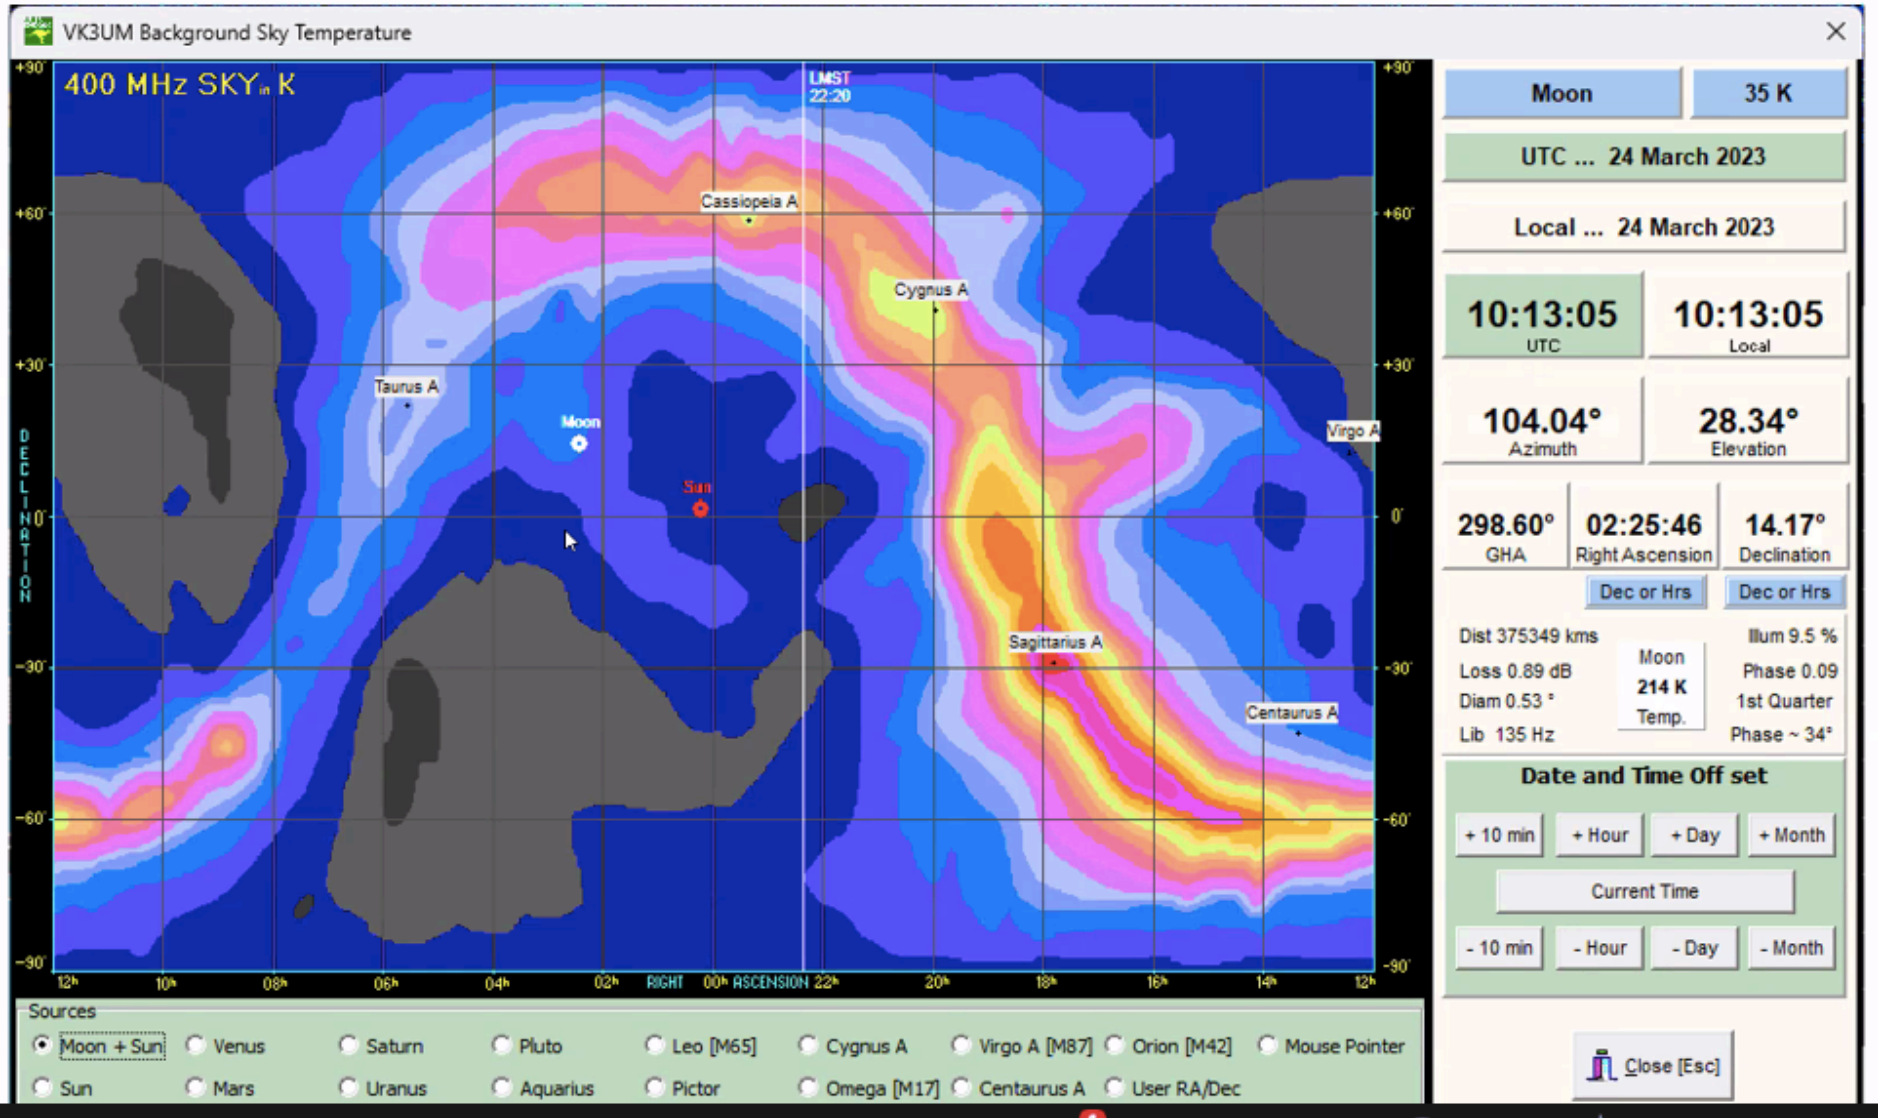 VK3UM Background Sky Temperature
400 MHz SKY in K
LMST
22:20
+90°
+60°
+30°
0°
-30°
-60°
-90°
DECLINATION
Cassiopeia A
Cygnus A
Taurus A
Moon
Virgo A
Sun
Sagittarius A
Centaurus A
+90°
+60°
+30°
0°
-30°
-60°
-90°
12h 10h 08h 06h 04h 02h RIGHT 00h ASCENSION 22h 20h 18h 16h 14h 12h
Moon 35 K
UTC ... 24 March 2023
Local ... 24 March 2023
10:13:05 10:13:05
UTC Local
104.04° 28.34°
Azimuth Elevation
298.60° 02:25:46 14.17°
GHA Right Ascension Declination
Dec or Hrs Dec or Hrs
Dist 375349 kms
Loss 0.89 dB
Diam 0.53 °
Lib 135 Hz
Moon
214 K
Temp.
Illum 9.5 %
Phase 0.09
1st Quarter
Phase ~ 34°
Date and Time Off set
+ 10 min + Hour + Day + Month
Current Time
- 10 min - Hour - Day - Month
Close [Esc]
Sources
Moon + Sun Venus Saturn Pluto Leo [M65] Cygnus A Virgo A [M87] Orion [M42] Mouse Pointer
Sun Mars Uranus Aquarius Pictor Omega [M17] Centaurus A User RA/Dec